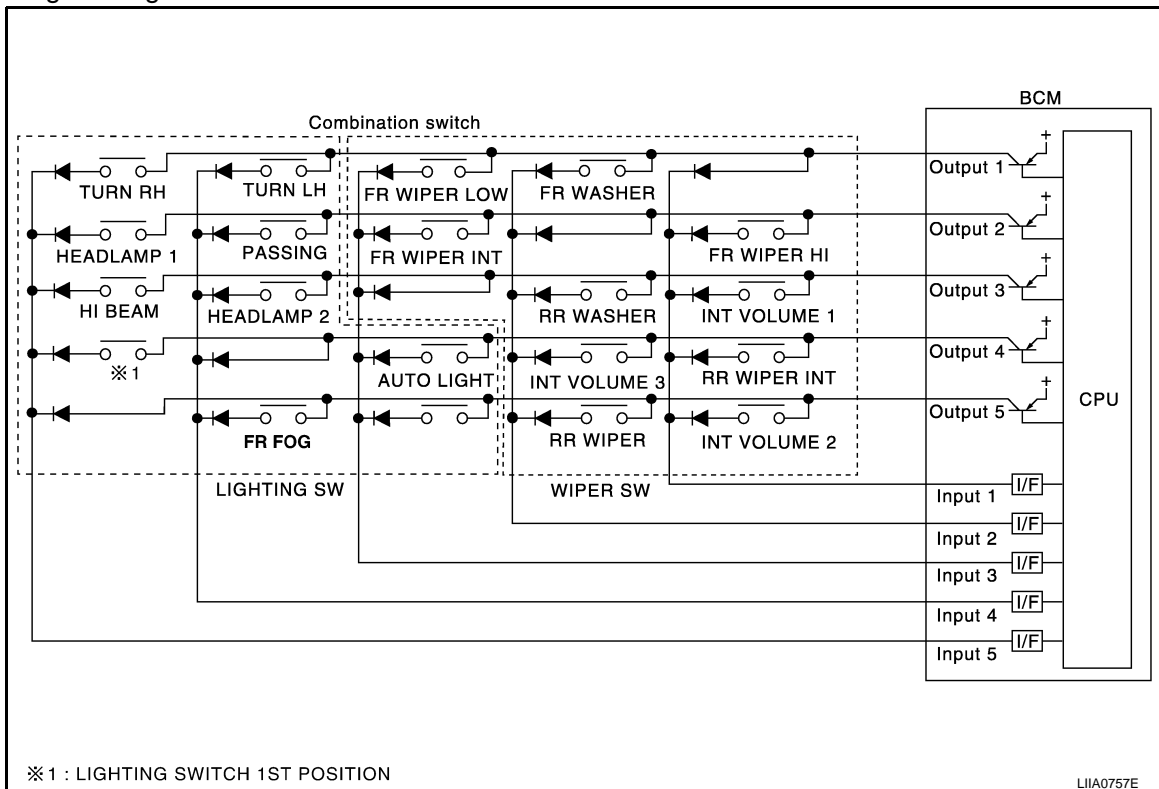 BCM
Combination switch
TURN RH
TURN LH
FR WIPER LOW
FR WASHER
Output 1
+
HEADLAMP 1
PASSING
FR WIPER INT
FR WIPER HI
Output 2
+
HI BEAM
HEADLAMP 2
RR WASHER
INT VOLUME 1
Output 3
+
※1
AUTO LIGHT
INT VOLUME 3
RR WIPER INT
Output 4
+
CPU
FR FOG
RR WIPER
INT VOLUME 2
Output 5
+
LIGHTING SW
WIPER SW
Input 1
I/F
Input 2
I/F
Input 3
I/F
Input 4
I/F
Input 5
I/F
※1 : LIGHTING SWITCH 1ST POSITION
LIIA0757E